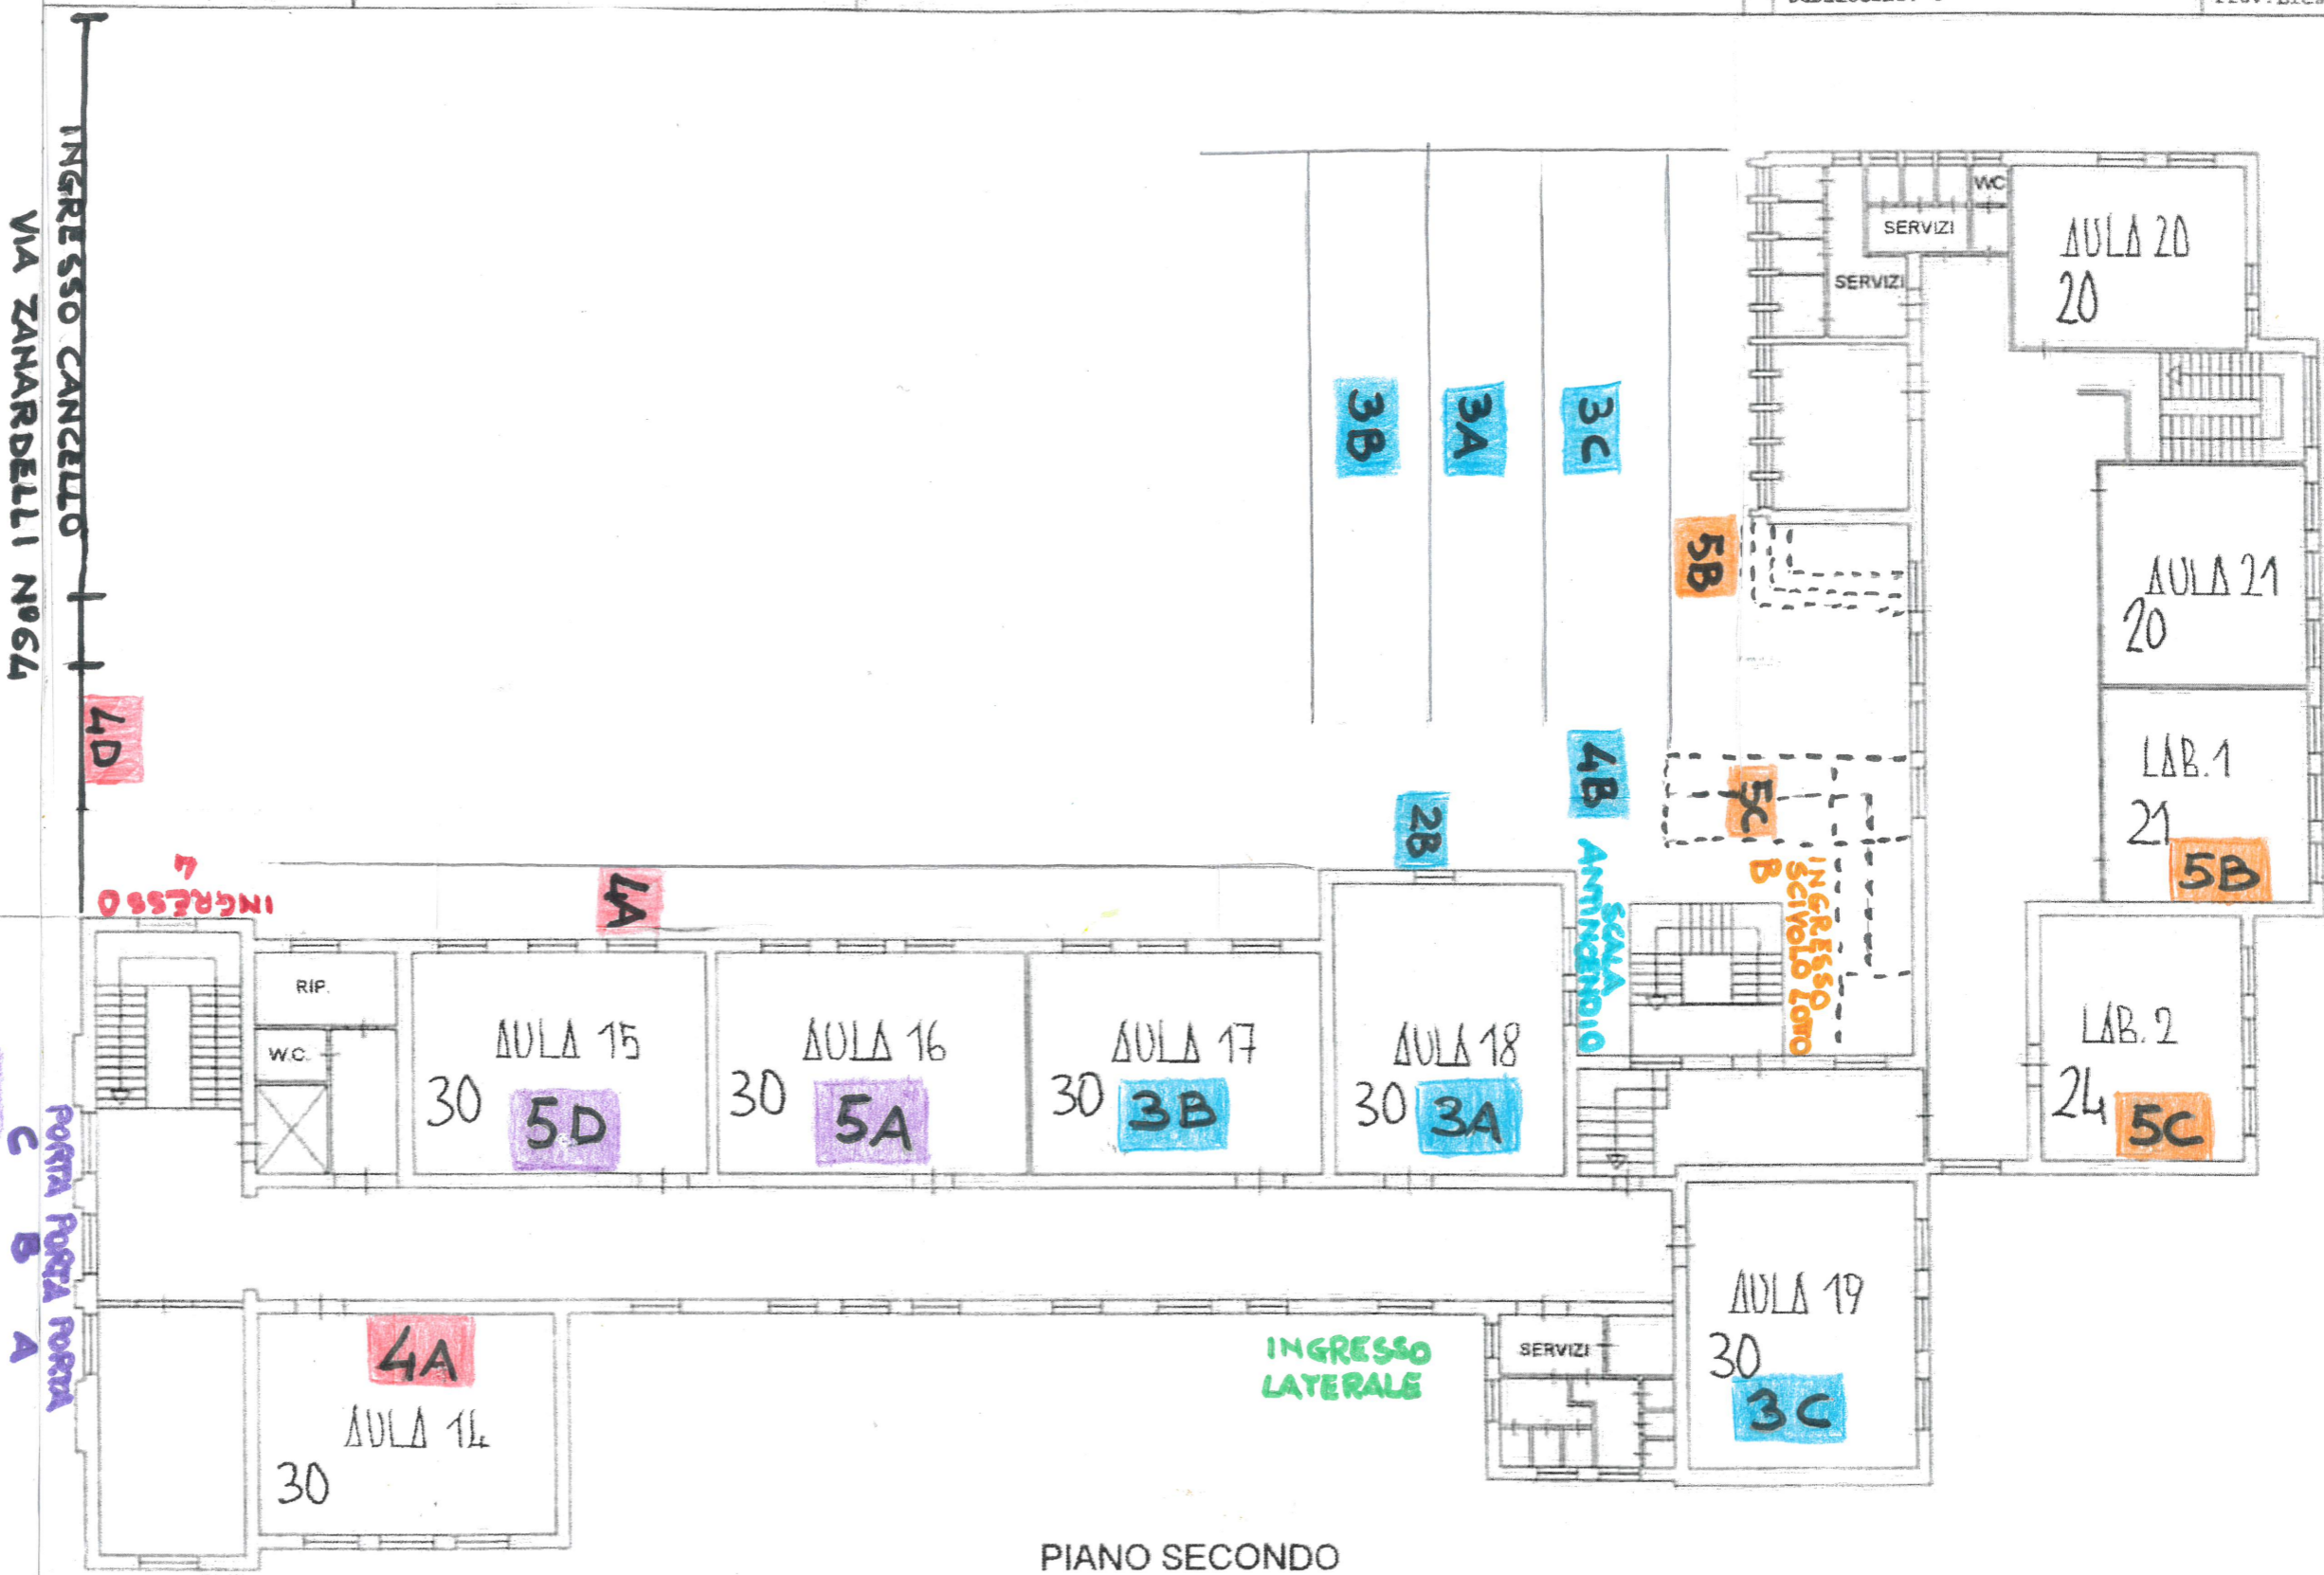 INGRESSO CANCELLO
VIA ZANARDELLI N°64
WC
SERVIZI
SERVIZI
AULA 20
20
3B
3A
3C
5B
AULA 21
20
4D
4B
5C
2B
LAB. 1
21
5B
INGRESSO
4
4A
SCALA
ANTINCENDIO
INGRESSO
SCIVOLO LOTTO
B
RIP.
W.C.
AULA 15
30
5D
AULA 16
30
5A
AULA 17
30
3B
AULA 18
30
3A
LAB. 2
24
5C
PORTA PORTA PORTA
C B A
4A
AULA 14
30
INGRESSO
LATERALE
SERVIZI
AULA 19
30
3C
PIANO SECONDO